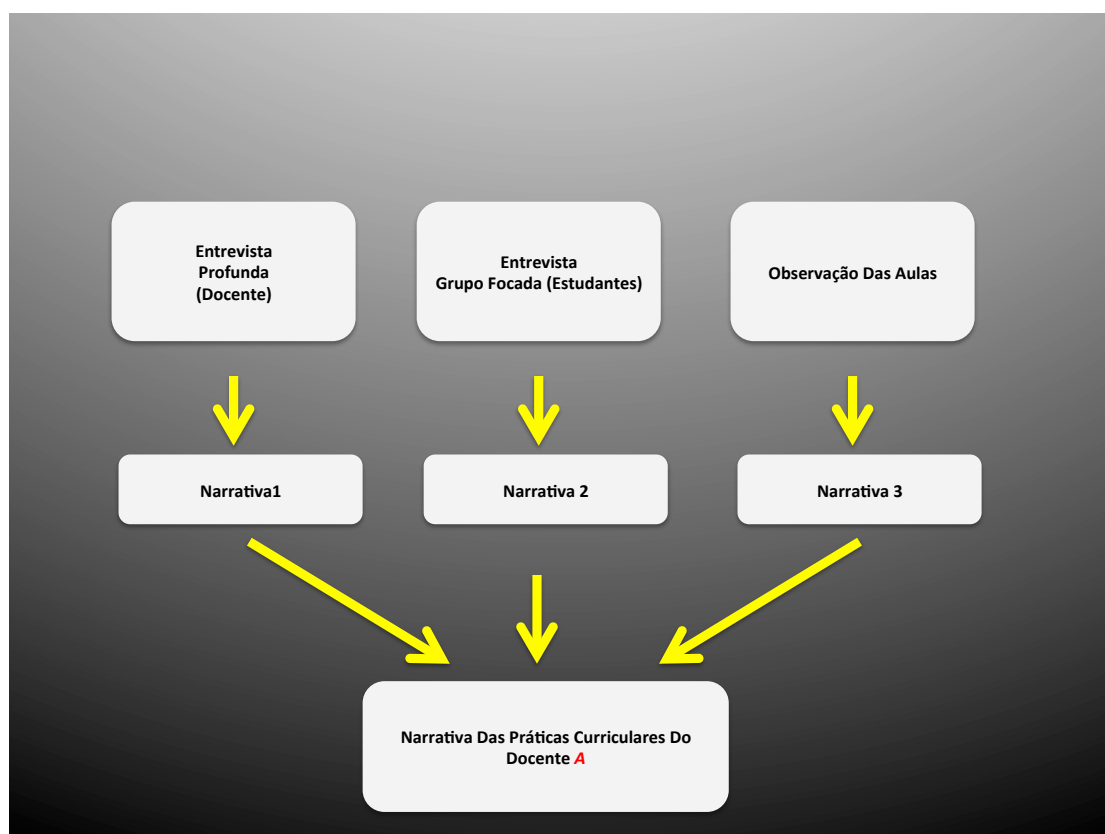 Entrevista
Profunda
(Docente)
Entrevista
Grupo Focada (Estudantes)
Observação Das Aulas
Narrativa1
Narrativa 2
Narrativa 3
Narrativa Das Práticas Curriculares Do
Docente A